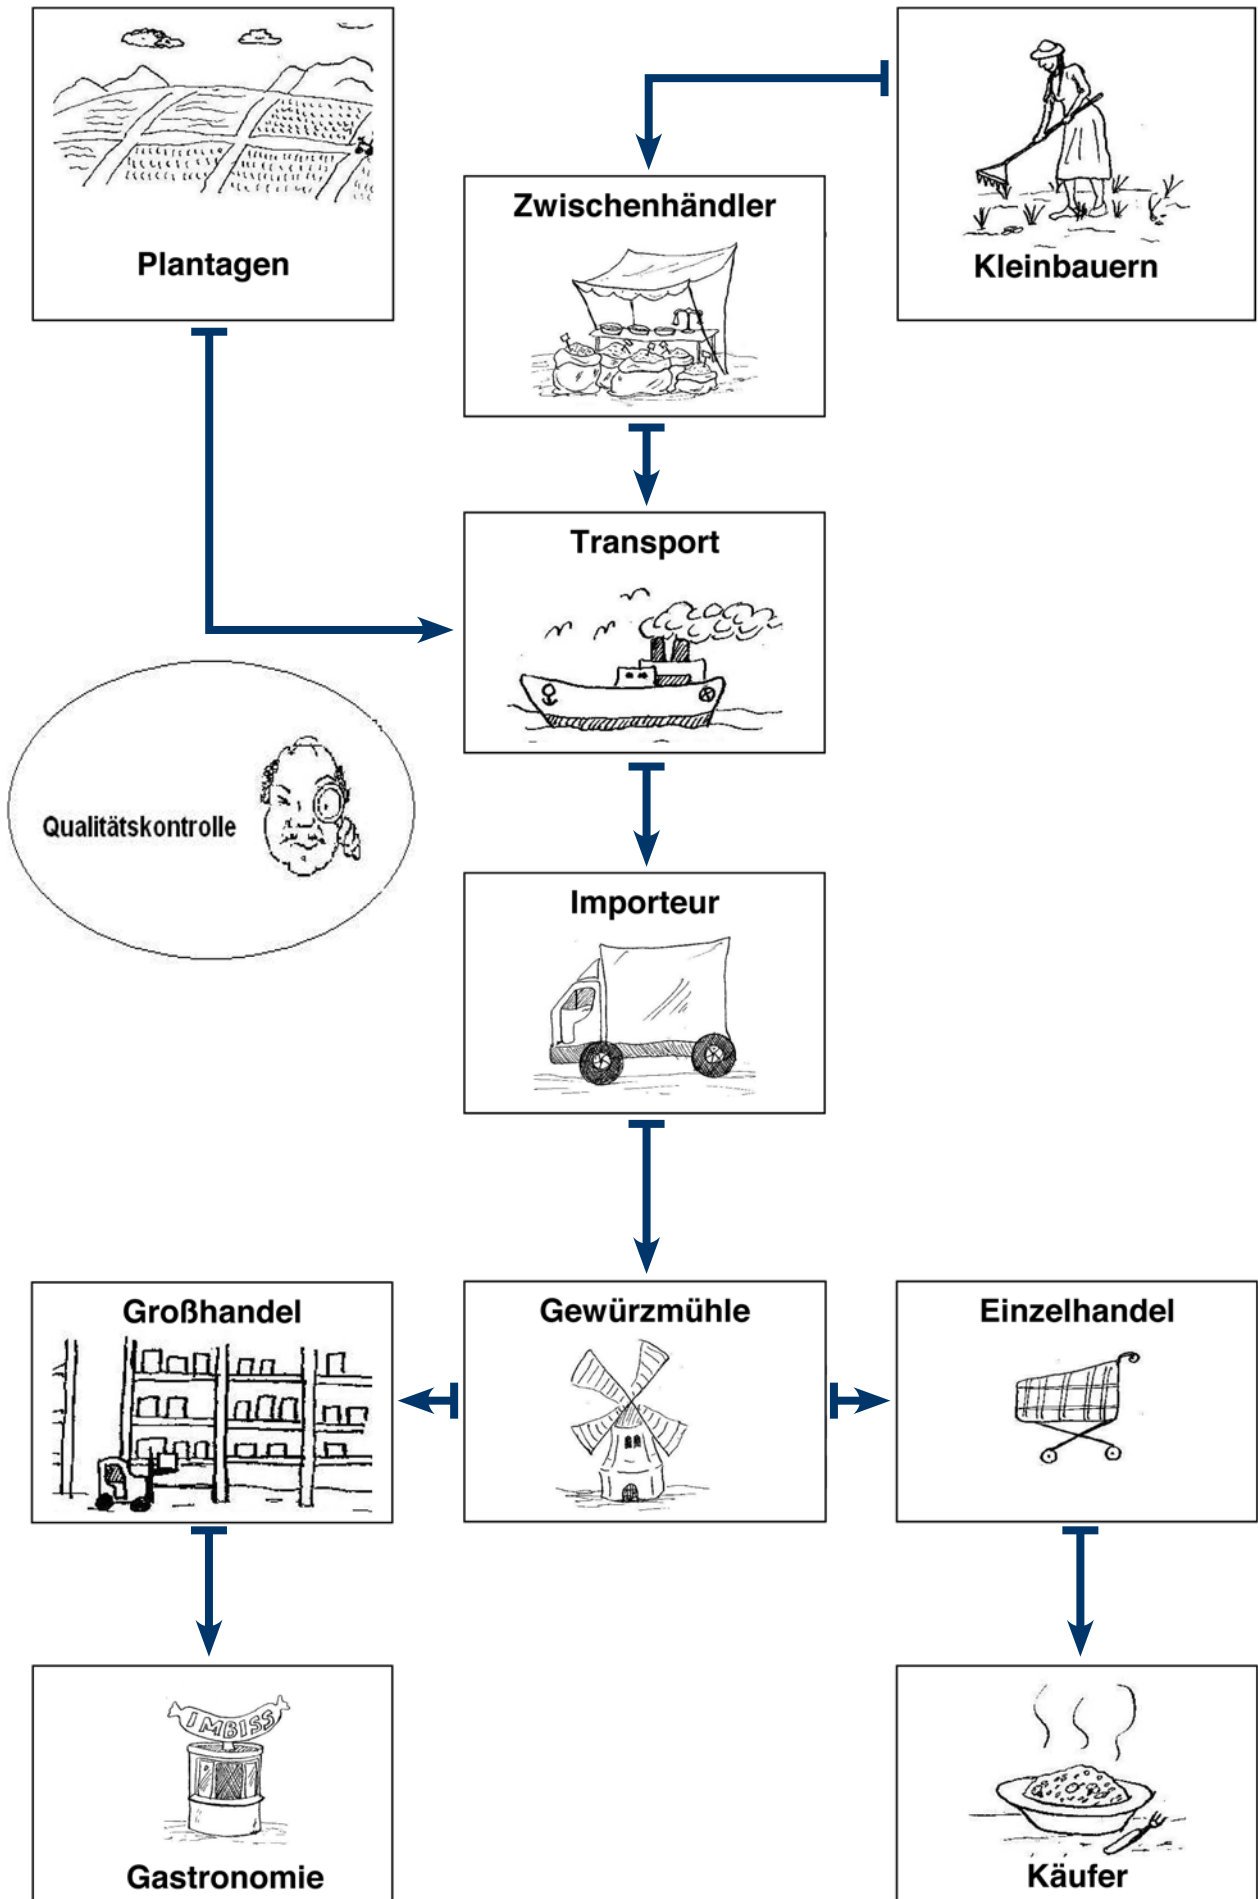 Plantagen
Zwischenhändler
Kleinbauern
Transport
Qualitätskontrolle
Importeur
Großhandel
Gewürzmühle
Einzelhandel
IMBISS
Gastronomie
Käufer